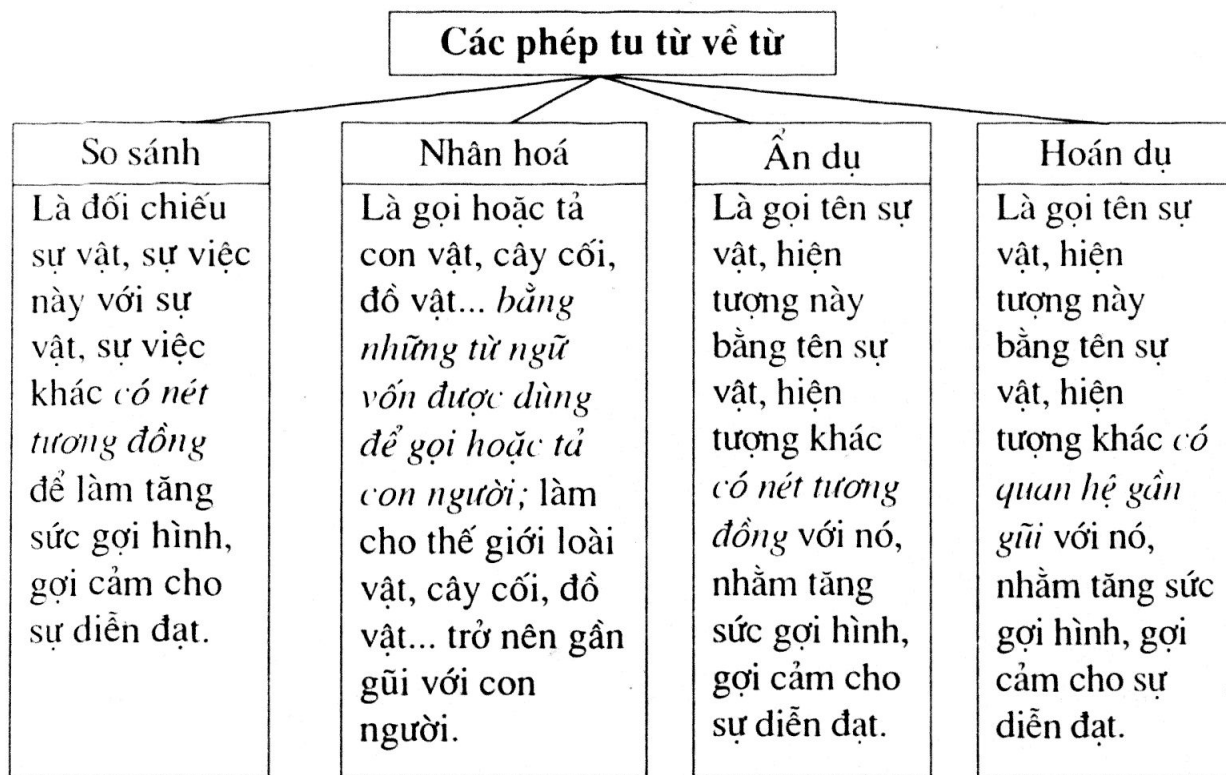 Các phép tu từ về từ
So sánh
Là đối chiếu
sự vật, sự việc
này với sự
vật, sự việc
khác có nét
tương đồng
để làm tăng
sức gợi hình,
gợi cảm cho
sự diễn đạt.
Nhân hoá
Là gọi hoặc tả
con vật, cây cối,
đồ vật... bằng
những từ ngữ
vốn được dùng
để gọi hoặc tả
con người; làm
cho thế giới loài
vật, cây cối, đồ
vật... trở nên gần
gũi với con
người.
Ẩn dụ
Là gọi tên sự
vật, hiện
tượng này
bằng tên sự
vật, hiện
tượng khác
có nét tương
đồng với nó,
nhằm tăng
sức gợi hình,
gợi cảm cho
sự diễn đạt.
Hoán dụ
Là gọi tên sự
vật, hiện
tượng này
bằng tên sự
vật, hiện
tượng khác có
quan hệ gần
gũi với nó,
nhằm tăng sức
gợi hình, gợi
cảm cho sự
diễn đạt.